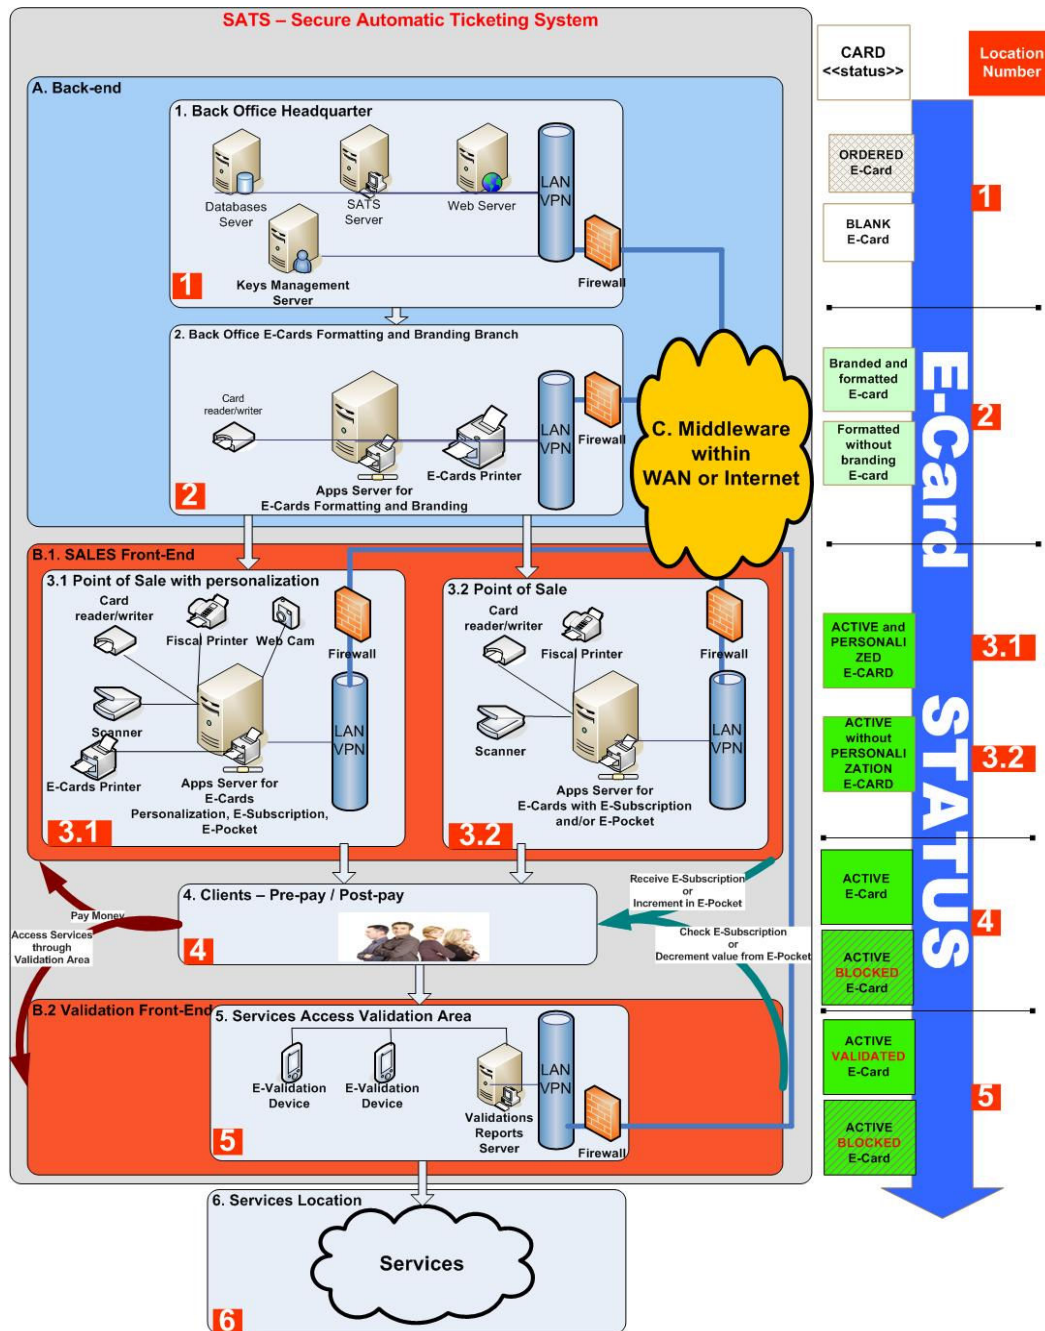 SATS – Secure Automatic Ticketing System
CARD
<<status>>
Location
Number
A. Back-end
1. Back Office Headquarter
Databases
Sever
SATS
Server
Web Server
LAN
VPN
Keys Management
Server
Firewall
1
2. Back Office E-Cards Formatting and Branding Branch
Card
reader/writer
Apps Server for
E-Cards Formatting and Branding
E-Cards Printer
LAN
VPN
Firewall
2
C. Middleware
within
WAN or Internet
B.1. SALES Front-End
3.1 Point of Sale with personalization
Card
reader/writer
Fiscal Printer
Web Cam
Firewall
Scanner
E-Cards Printer
LAN
VPN
Apps Server for
E-Cards
Personalization, E-Subscription,
E-Pocket
3.1
3.2 Point of Sale
Card
reader/writer
Fiscal Printer
Firewall
Scanner
LAN
VPN
Apps Server for
E-Cards with E-Subscription
and/or E-Pocket
3.2
Pay Money
Access Services
through
Validation Area
4. Clients – Pre-pay / Post-pay
4
Receive E-Subscription
or
Increment in E-Pocket
Check E-Subscription
or
Decrement value from E-Pocket
B.2 Validation Front-End
5. Services Access Validation Area
E-Validation
Device
E-Validation
Device
Validations
Reports
Server
LAN
VPN
Firewall
5
6. Services Location
Services
6
ORDERED
E-Card
BLANK
E-Card
1
Branded and
formatted
E-card
Formatted
without
branding
E-card
2
ACTIVE and
PERSONALI
ZED
E-CARD
3.1
ACTIVE
without
PERSONALI
ZATION
E-CARD
3.2
ACTIVE
E-Card
ACTIVE
BLOCKED
E-Card
4
ACTIVE
VALIDATED
E-Card
ACTIVE
BLOCKED
E-Card
5
E-Card STATUS